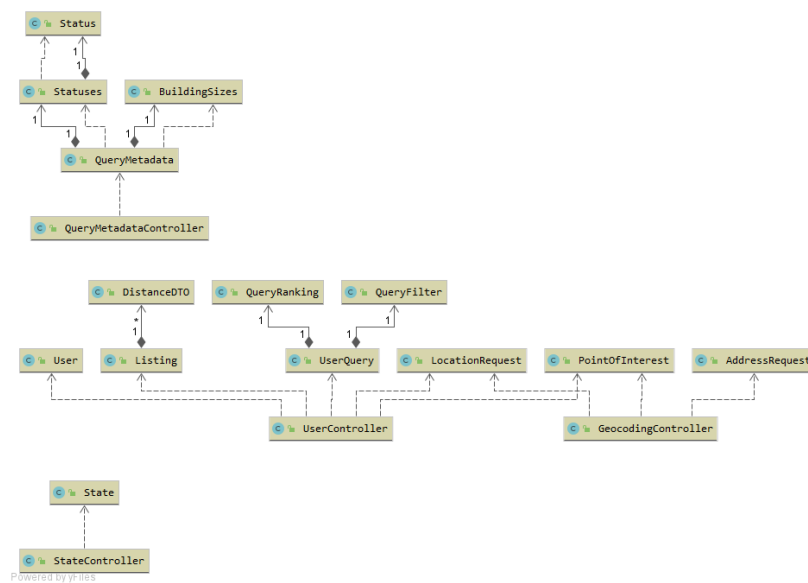 Status
1
1
Statuses
BuildingSizes
1
1
1
1
QueryMetadata
QueryMetadataController
DistanceDTO
QueryRanking
QueryFilter
*
1
1
1
1
1
User
Listing
UserQuery
LocationRequest
PointOfInterest
AddressRequest
UserController
GeocodingController
State
StateController
Powered by yFiles